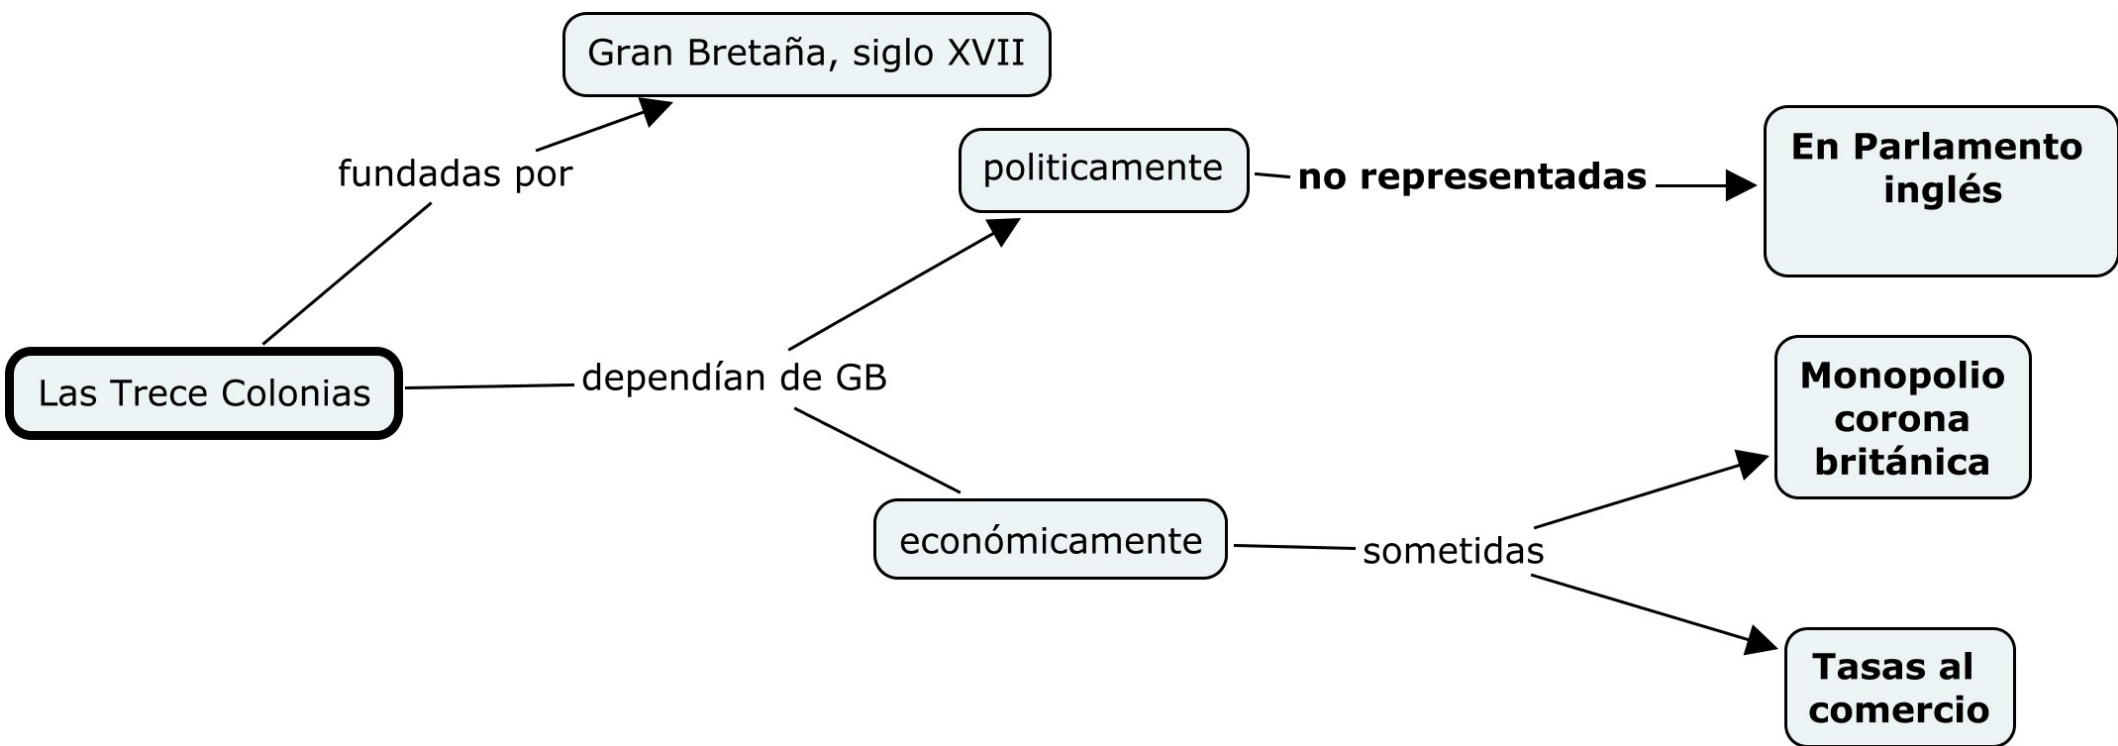 Gran Bretaña, siglo XVII
fundadas por
politicamente
no representadas
En Parlamento
inglés
Las Trece Colonias
dependían de GB
Monopolio
corona
británica
económicamente
sometidas
Tasas al
comercio